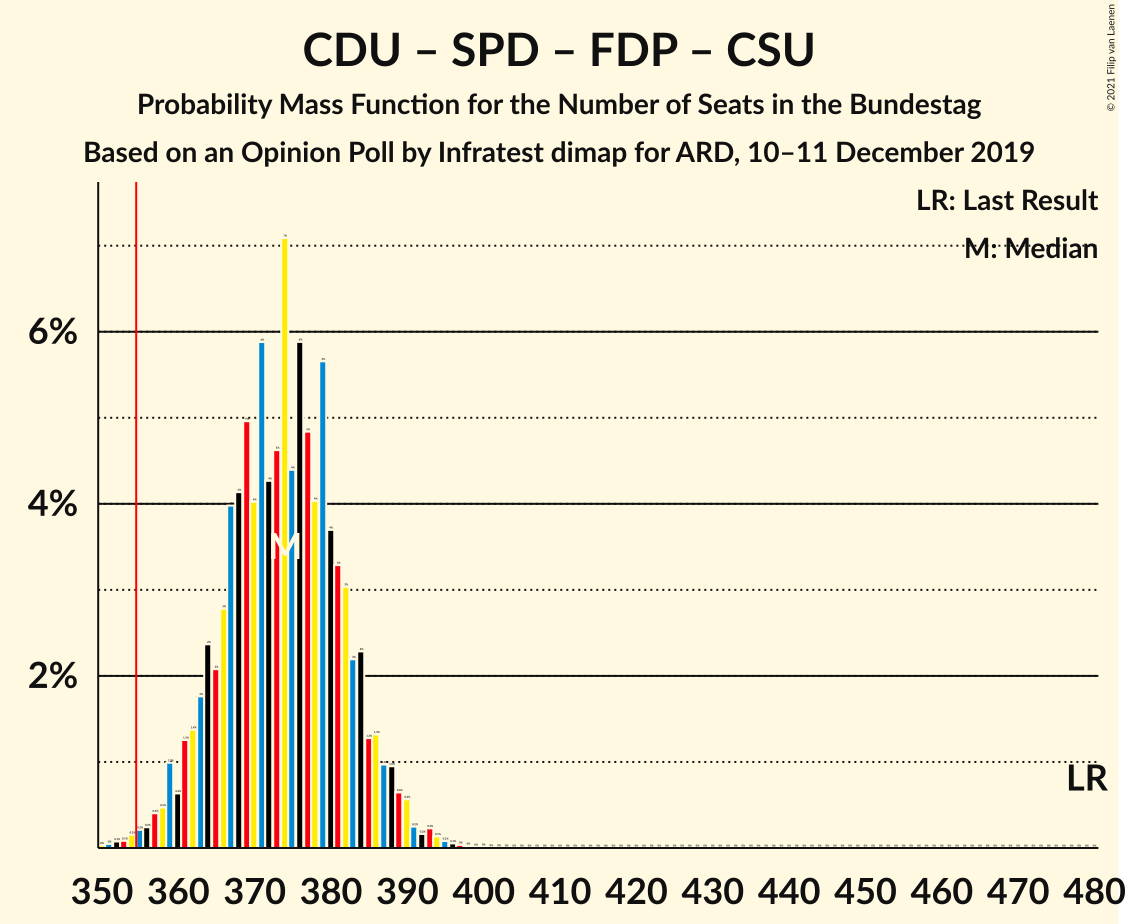 CDU – SPD – FDP – CSU
Probability Mass Function for the Number of Seats in the Bundestag
Based on an Opinion Poll by Infratest dimap for ARD, 10–11 December 2019
© 2021 Filip van Laenen
LR: Last Result
M: Median
6%
4%
2%
M
LR
350 360 370 380 390 400 410 420 430 440 450 460 470 480